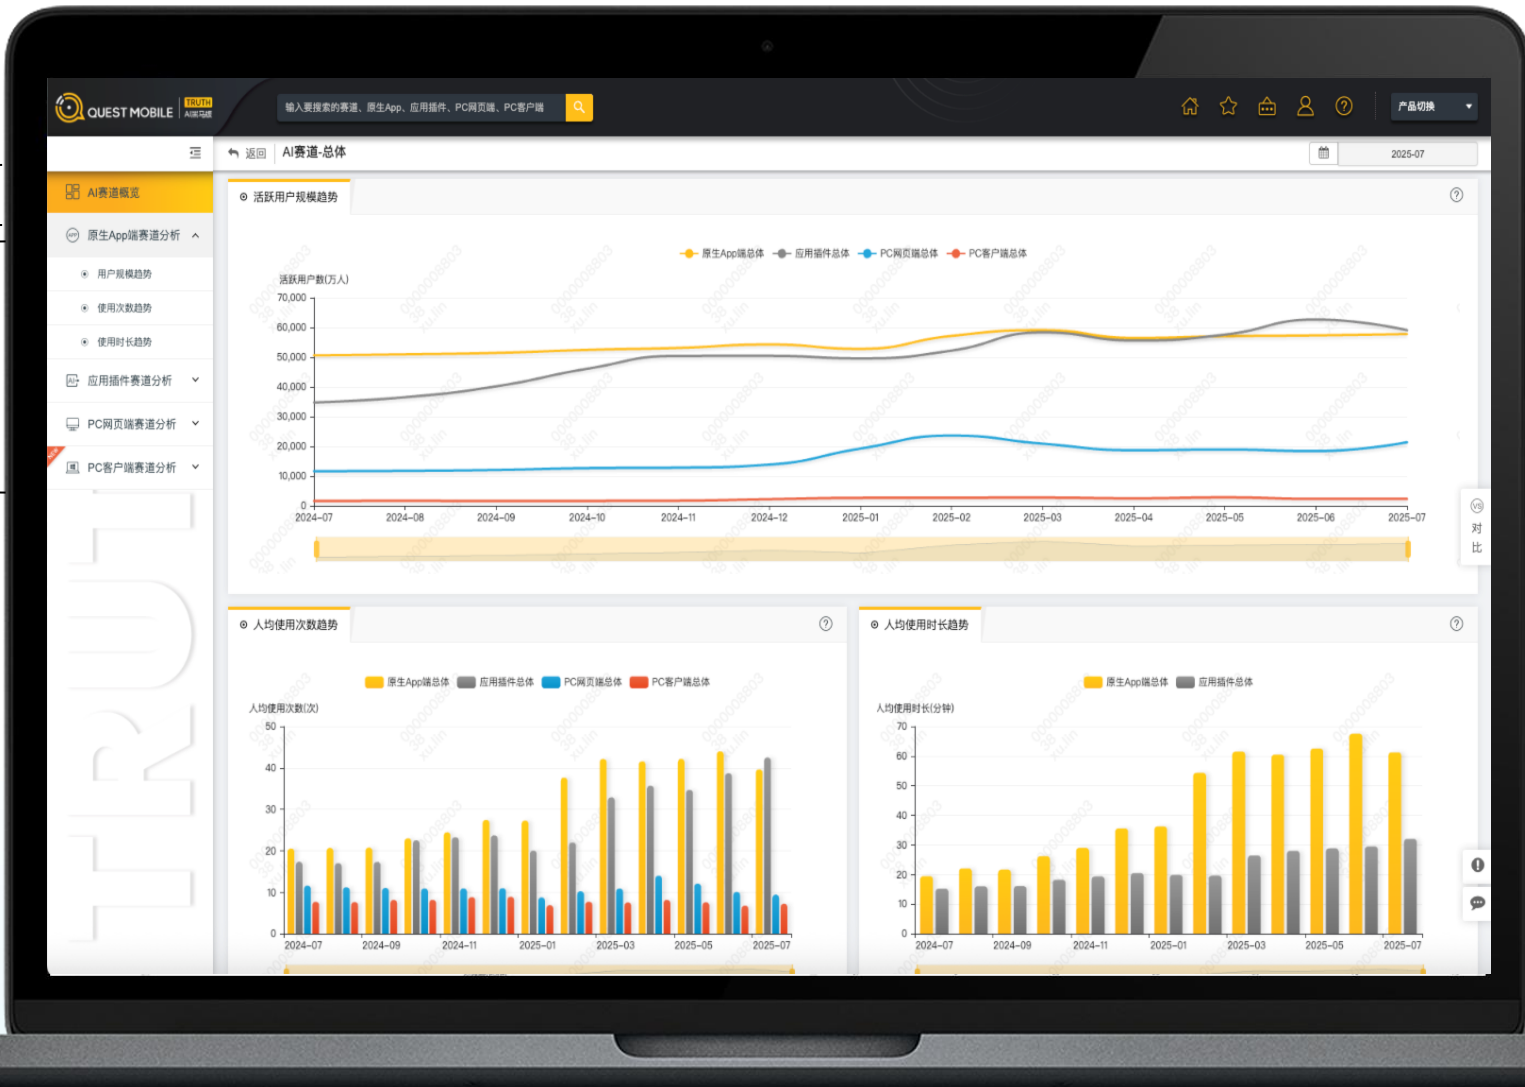 QUEST MOBILE
TRUTH
输入要搜索的赛道、原生App、应用插件、PC网页端、PC客户端
产品切换
返回
AI赛道-总体
2025-07
AI赛道概览
原生App端赛道分析
用户规模趋势
使用次数趋势
使用时长趋势
应用插件赛道分析
PC网页端赛道分析
NEW
PC客户端赛道分析
TRUTH
活跃用户规模趋势
原生App端总体
应用插件总体
PC网页端总体
PC客户端总体
活跃用户数(万人)
70,000
60,000
50,000
40,000
30,000
20,000
10,000
0
2024-07 2024-08 2024-09 2024-10 2024-11 2024-12 2025-01 2025-02 2025-03 2025-04 2025-05 2025-06 2025-07
VS
对
比
人均使用次数趋势
原生App端总体 应用插件总体 PC网页端总体 PC客户端总体
人均使用次数(次)
50
40
30
20
10
0
2024-07 2024-09 2024-11 2025-01 2025-03 2025-05 2025-07
人均使用时长趋势
原生App端总体 应用插件总体
人均使用时长(分钟)
70
60
50
40
30
20
10
0
2024-07 2024-09 2024-11 2025-01 2025-03 2025-05 2025-07